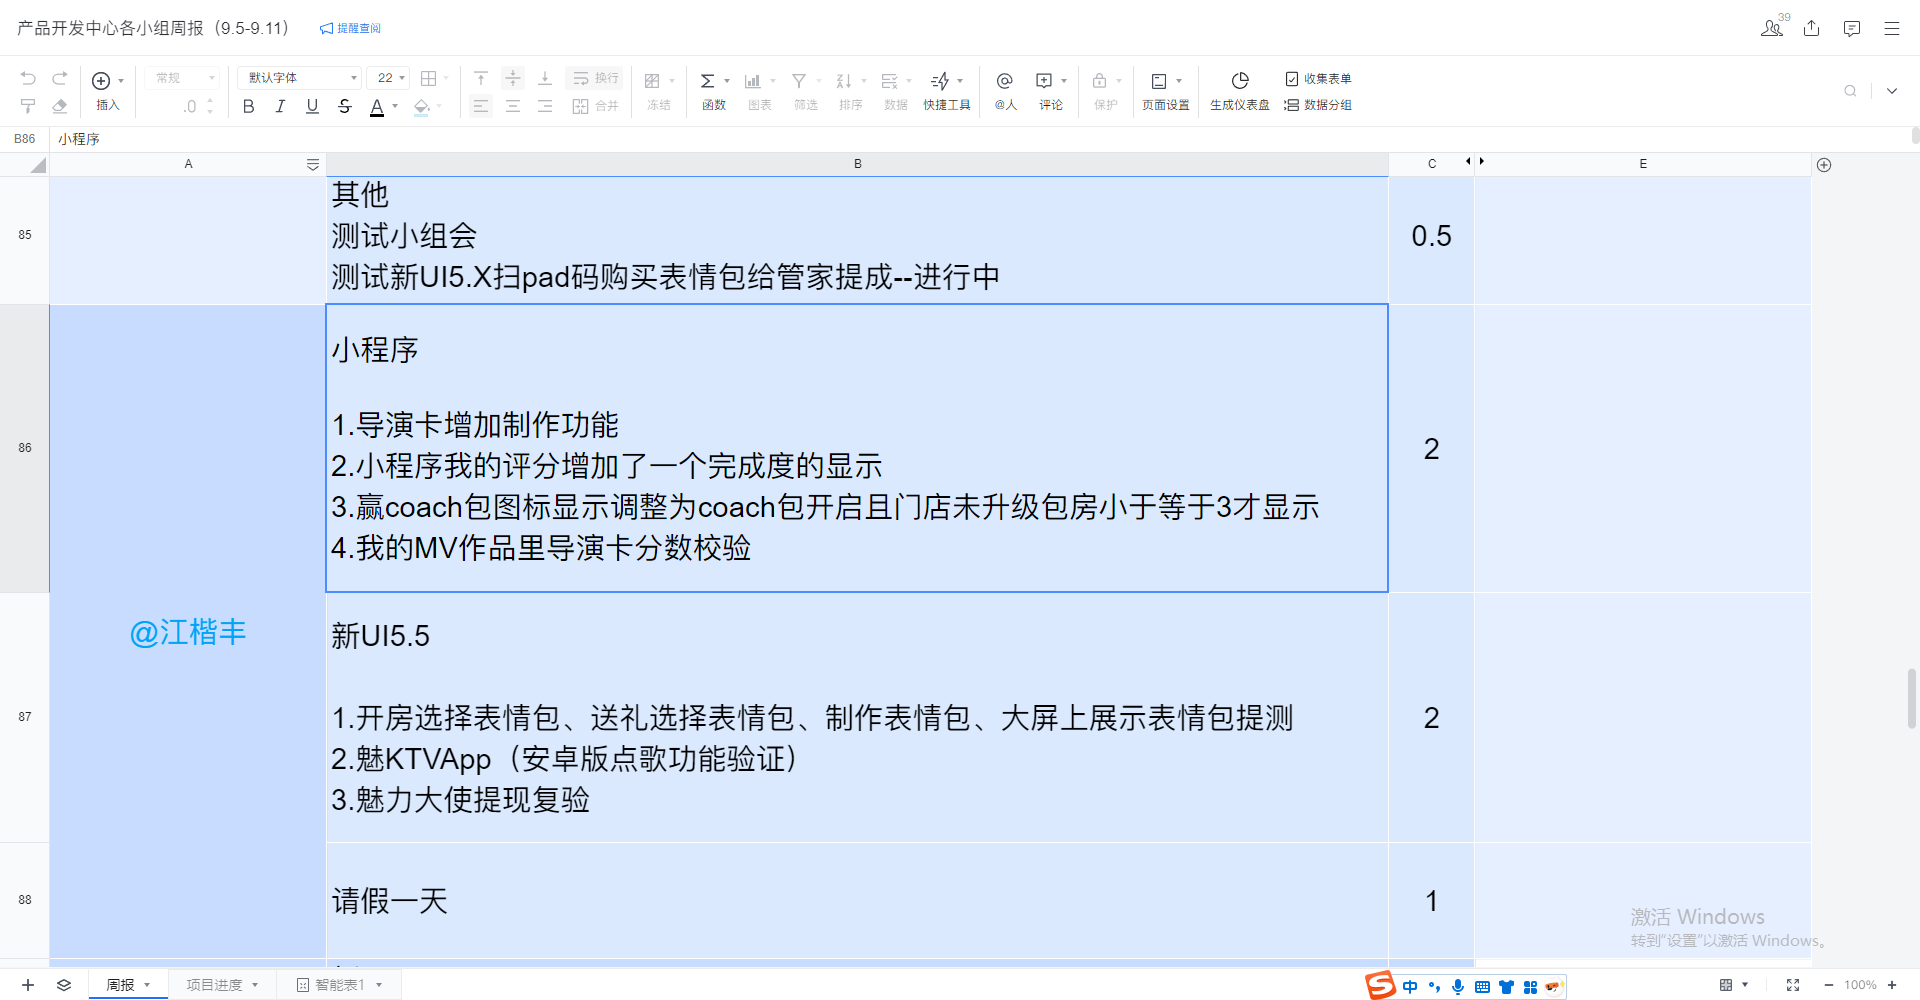 产品开发中心各小组周报（9.5-9.11）
提醒查阅
39
常规
默认字体
22
换行
插入
.0
B I U S A
合并
冻结
函数
图表
筛选
排序
数据
快捷工具
@人
评论
保护
页面设置
生成仪表盘
收集表单
数据分组
B86
小程序
A
B
C
E
85
其他
测试小组会
测试新UI5.X扫pad码购买表情包给管家提成--进行中
0.5
86
小程序
1.导演卡增加制作功能
2.小程序我的评分增加了一个完成度的显示
3.赢coach包图标显示调整为coach包开启且门店未升级包房小于等于3才显示
4.我的MV作品里导演卡分数校验
2
@江楷丰
87
新UI5.5
1.开房选择表情包、送礼选择表情包、制作表情包、大屏上展示表情包提测
2.魅KTVApp（安卓版点歌功能验证）
3.魅力大使提现复验
2
88
请假一天
1
激活 Windows
转到“设置”以激活 Windows。
周报
项目进度
智能表1
S 中
100%